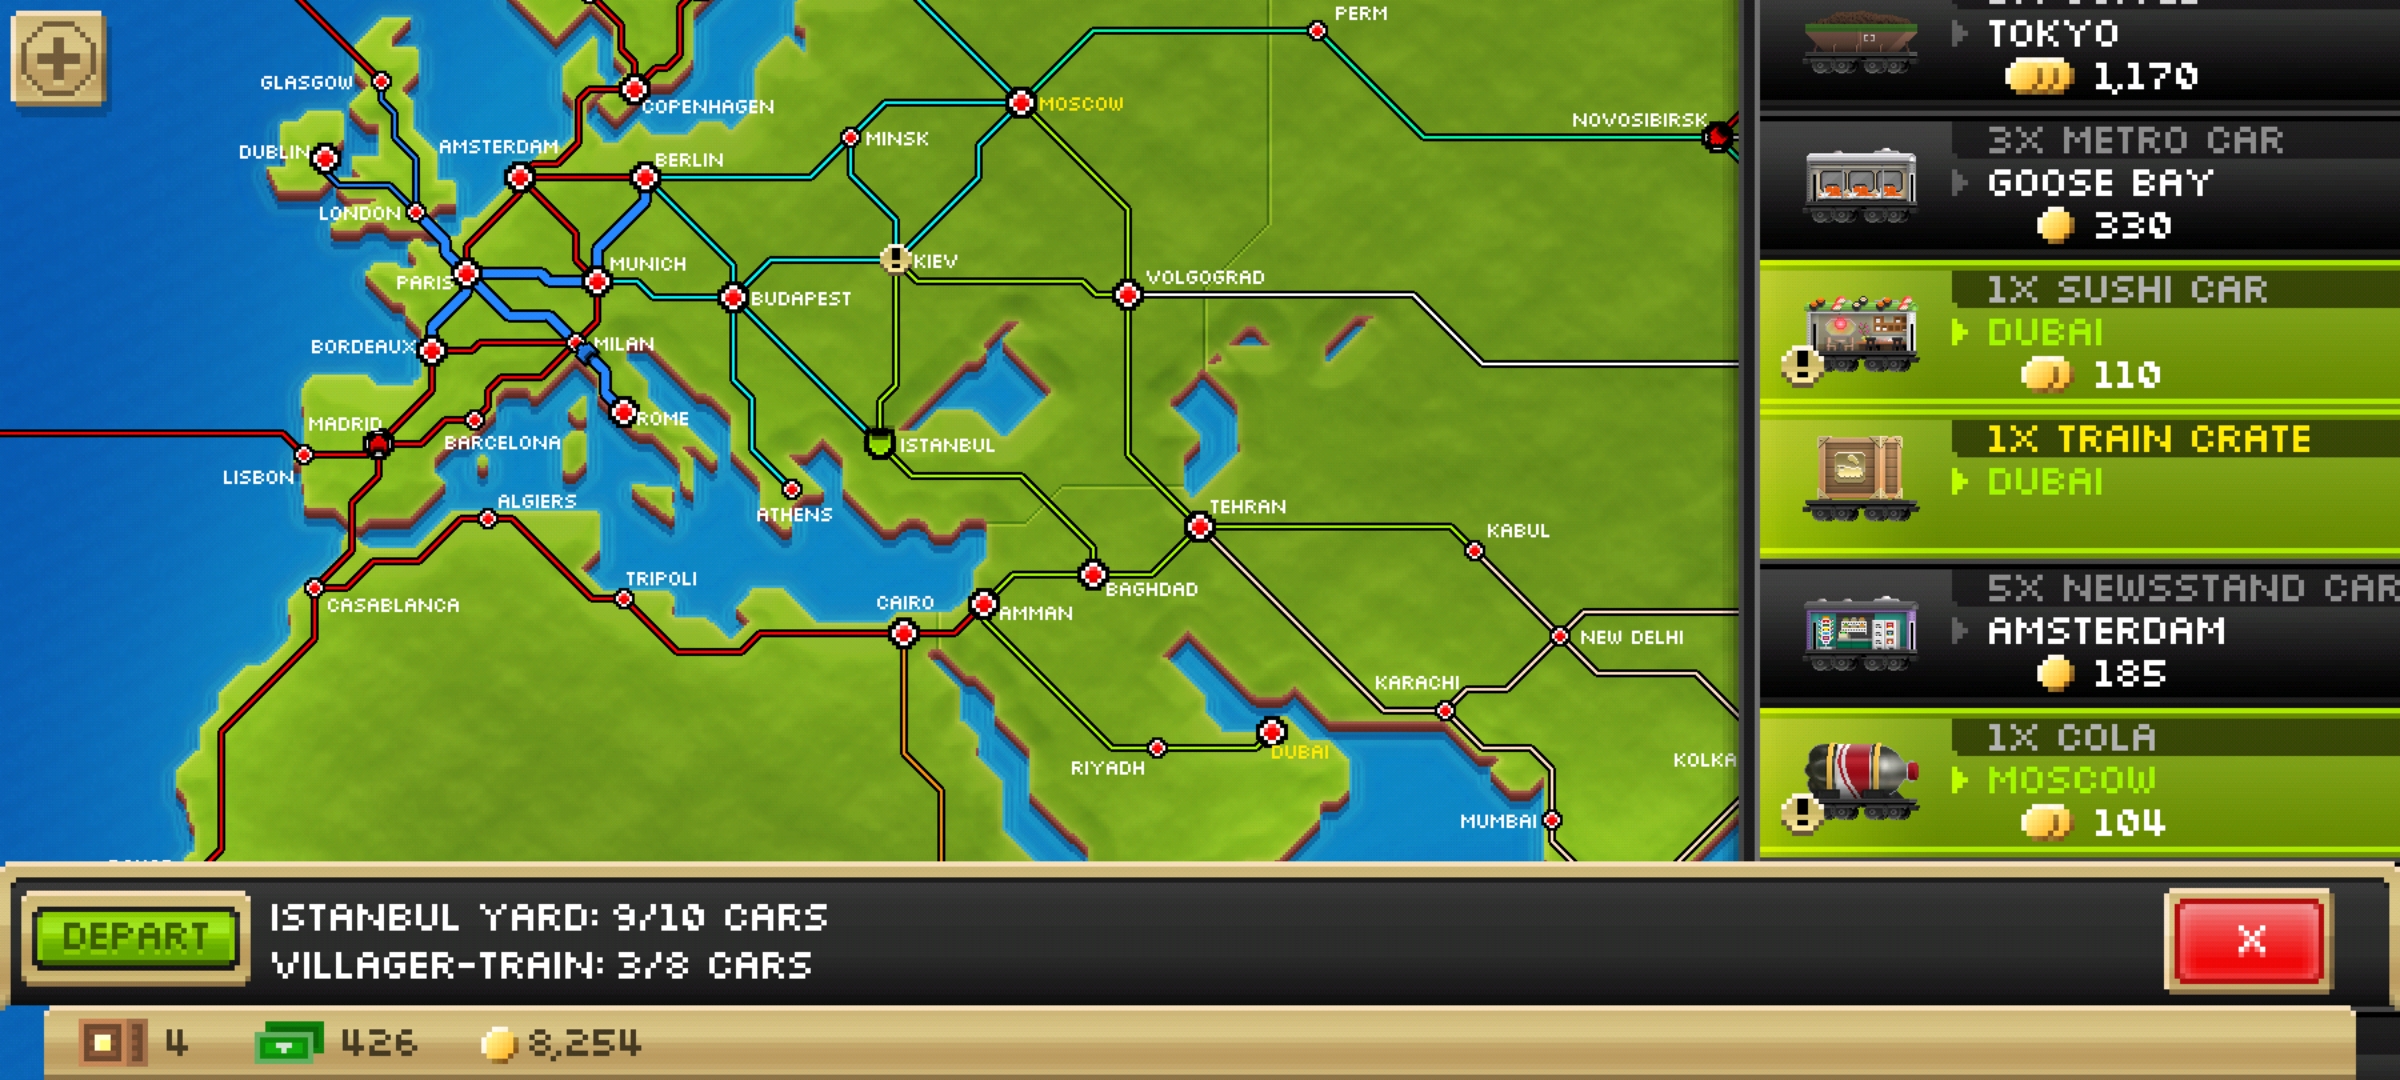 PERM
GLASGOW
COPENHAGEN
MOSCOW
NOVOSIBIRSK
MINSK
DUBLIN
AMSTERDAM
BERLIN
LONDON
KIEV
MUNICH
PARIS
VOLGOGRAD
BUDAPEST
BORDEAUX
MILAN
MADRID
ROME
BARCELONA
ISTANBUL
LISBON
ALGIERS
ATHENS
TEHRAN
KABUL
TRIPOLI
BAGHDAD
CASABLANCA
CAIRO
AMMAN
NEW DELHI
KARACHI
DUBAI
RIYADH
KOLKA
MUMBAI
TOKYO
1,170
3X METRO CAR
GOOSE BAY
330
1X SUSHI CAR
DUBAI
110
1X TRAIN CRATE
DUBAI
5X NEWSSTAND CAR
AMSTERDAM
185
1X COLA
MOSCOW
104
DEPART
ISTANBUL YARD: 9/10 CARS
VILLAGER-TRAIN: 3/8 CARS
X
4
426
8,254